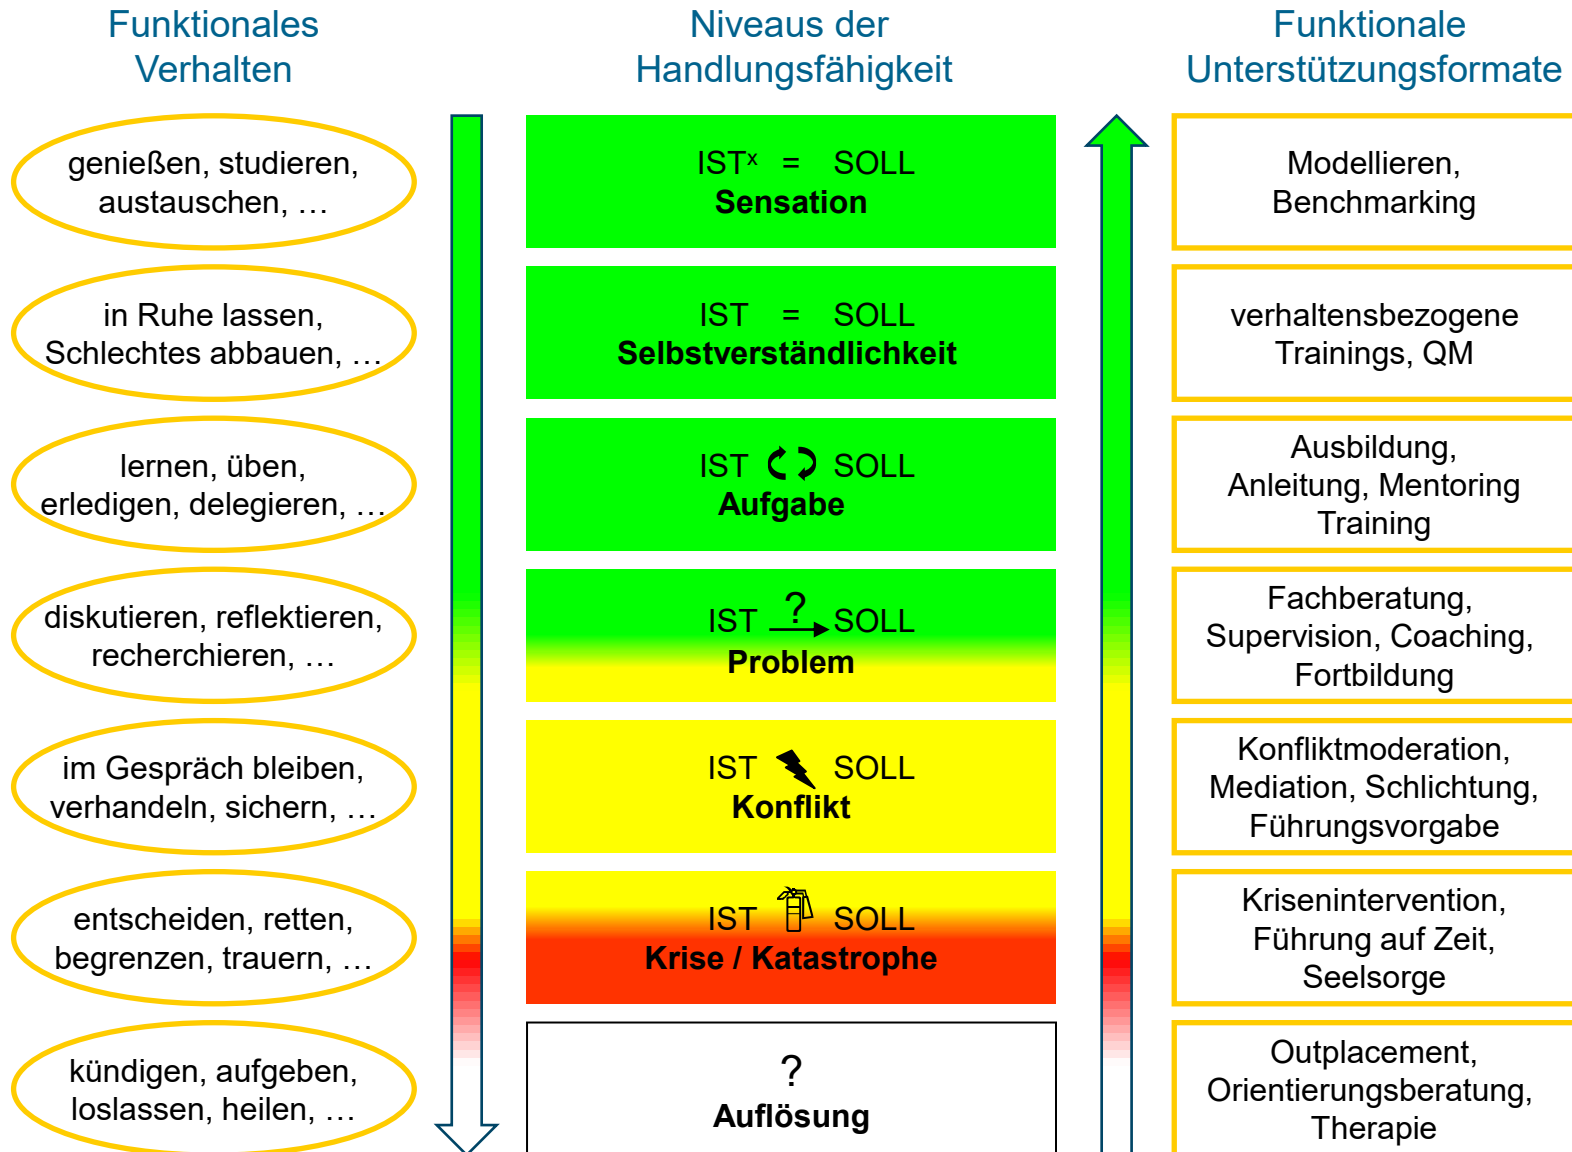 Funktionales
Verhalten
Niveaus der
Handlungsfähigkeit
Funktionale
Unterstützungsformate
genießen, studieren,
austauschen, …
ISTˣ = SOLL
Sensation
Modellieren,
Benchmarking
in Ruhe lassen,
Schlechtes abbauen, …
IST = SOLL
Selbstverständlichkeit
verhaltensbezogene
Trainings, QM
lernen, üben,
erledigen, delegieren, …
IST SOLL
Aufgabe
Ausbildung,
Anleitung, Mentoring
Training
diskutieren, reflektieren,
recherchieren, …
IST ? SOLL
Problem
Fachberatung,
Supervision, Coaching,
Fortbildung
im Gespräch bleiben,
verhandeln, sichern, …
IST SOLL
Konflikt
Konfliktmoderation,
Mediation, Schlichtung,
Führungsvorgabe
entscheiden, retten,
begrenzen, trauern, …
IST SOLL
Krise / Katastrophe
Krisenintervention,
Führung auf Zeit,
Seelsorge
kündigen, aufgeben,
loslassen, heilen, …
?
Auflösung
Outplacement,
Orientierungsberatung,
Therapie